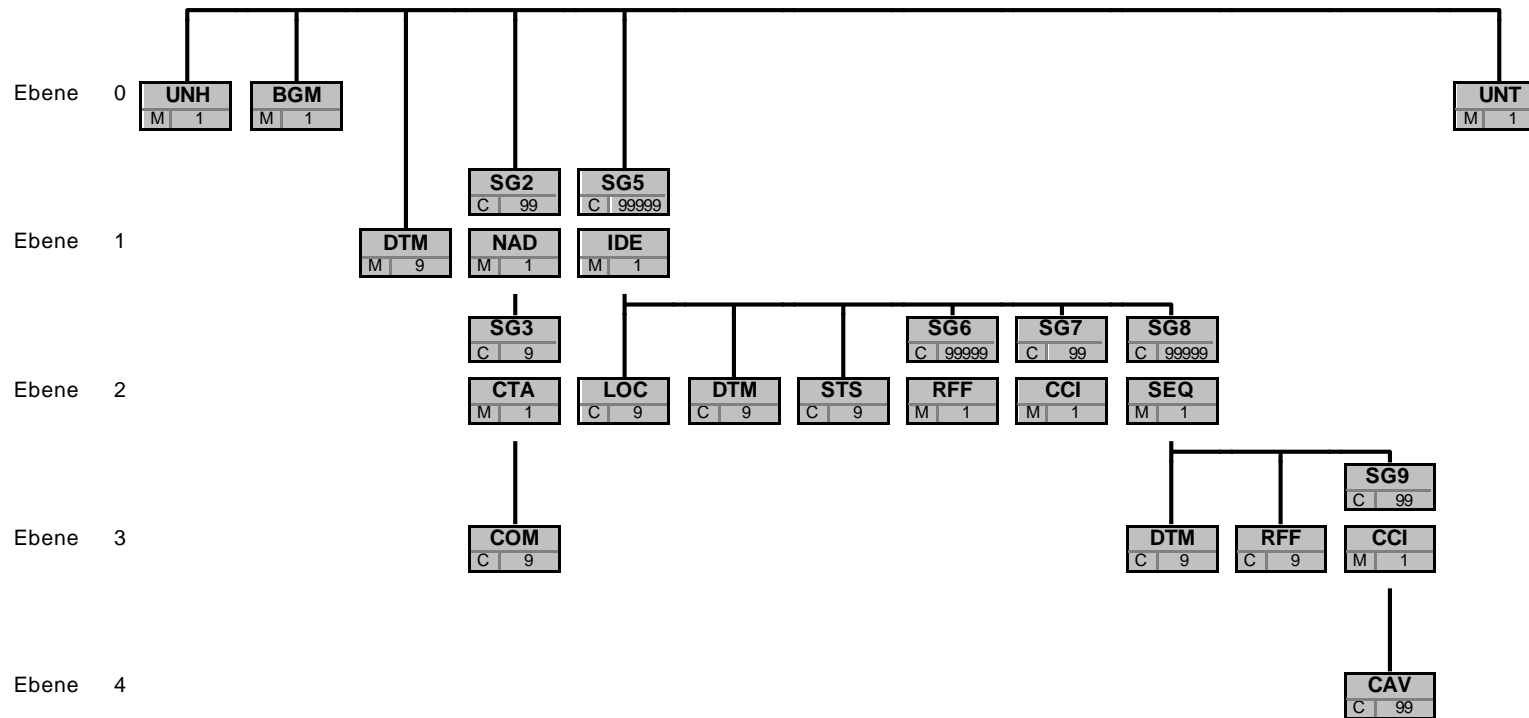 Ebene 0 UNH BGM UNT
M 1 M 1 M 1
SG2 SG5
C 99 C 99999
Ebene 1 DTM NAD IDE
M 9 M 1 M 1
SG3 SG6 SG7 SG8
C 9 C 99999 C 99 C 99999
Ebene 2 CTA LOC DTM STS RFF CCI SEQ
M 1 C 9 C 9 C 9 M 1 M 1 M 1
SG9
C 99
Ebene 3 COM DTM RFF CCI
C 9 C 9 C 9 M 1
Ebene 4 CAV
C 99